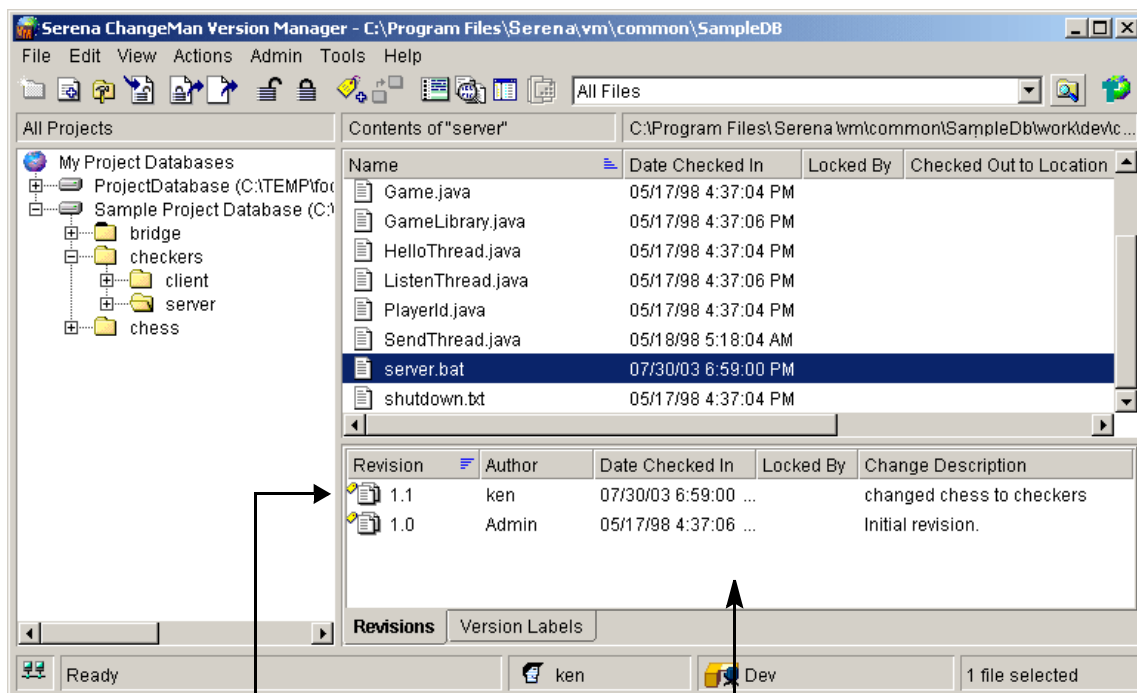 Serena ChangeMan Version Manager - C:\Program Files\Serena\vm\common\SampleDB
File Edit View Actions Admin Tools Help
All Files
All Projects
Contents of "server"
C:\Program Files\Serena\vm\common\SampleDb\work\dev\c...
My Project Databases
ProjectDatabase (C:\TEMP\foo
Sample Project Database (C:\
bridge
checkers
client
server
chess
Name Date Checked In Locked By Checked Out to Location
Game.java 05/17/98 4:37:04 PM
GameLibrary.java 05/17/98 4:37:06 PM
HelloThread.java 05/17/98 4:37:04 PM
ListenThread.java 05/17/98 4:37:06 PM
PlayerId.java 05/17/98 4:37:04 PM
SendThread.java 05/18/98 5:18:04 AM
server.bat 07/30/03 6:59:00 PM
shutdown.txt 05/17/98 4:37:04 PM
Revision Author Date Checked In Locked By Change Description
1.1 ken 07/30/03 6:59:00 ... changed chess to checkers
1.0 Admin 05/17/98 4:37:06 ... Initial revision.
Revisions Version Labels
Ready ken Dev 1 file selected